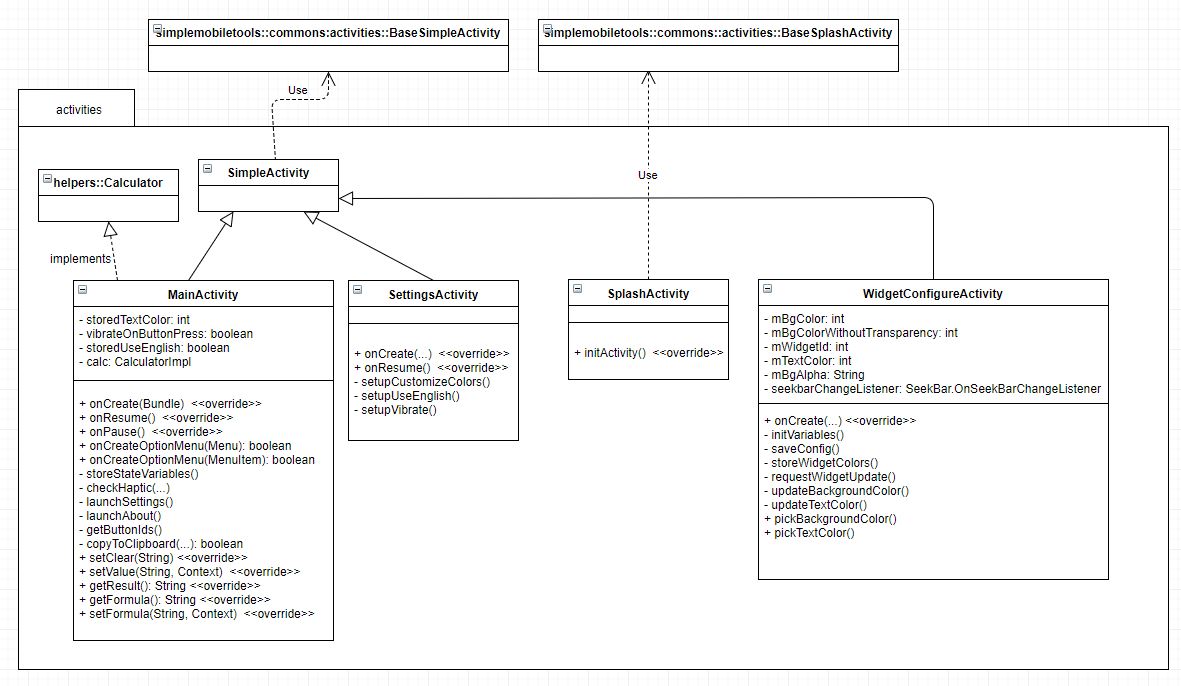 simplemobiletools::commons:activities::BaseSimpleActivity
simplemobiletools::commons::activities::BaseSplashActivity
Use
activities
helpers::Calculator
SimpleActivity
Use
implements
MainActivity
- storedTextColor: int
- vibrateOnButtonPress: boolean
- storedUseEnglish: boolean
- calc: CalculatorImpl
+ onCreate(Bundle) <<override>>
+ onResume() <<override>>
+ onPause() <<override>>
+ onCreateOptionMenu(Menu): boolean
+ onCreateOptionMenu(MenuItem): boolean
- storeStateVariables()
- checkHaptic(...)
- launchSettings()
- launchAbout()
- getButtonIds()
- copyToClipboard(...): boolean
+ setClear(String) <<override>>
+ setValue(String, Context) <<override>>
+ getResult(): String <<override>>
+ getFormula(): String <<override>>
+ setFormula(String, Context) <<override>>
SettingsActivity
+ onCreate(...) <<override>>
+ onResume() <<override>>
- setupCustomizeColors()
- setupUseEnglish()
- setupVibrate()
SplashActivity
+ initActivity() <<override>>
WidgetConfigureActivity
- mBgColor: int
- mBgColorWithoutTransparency: int
- mWidgetId: int
- mTextColor: int
- mBgAlpha: String
- seekbarChangeListener: SeekBar.OnSeekBarChangeListener
+ onCreate(...) <<override>>
- initVariables()
- saveConfig()
- storeWidgetColors()
- requestWidgetUpdate()
- updateBackgroundColor()
- updateTextColor()
+ pickBackgroundColor()
+ pickTextColor()